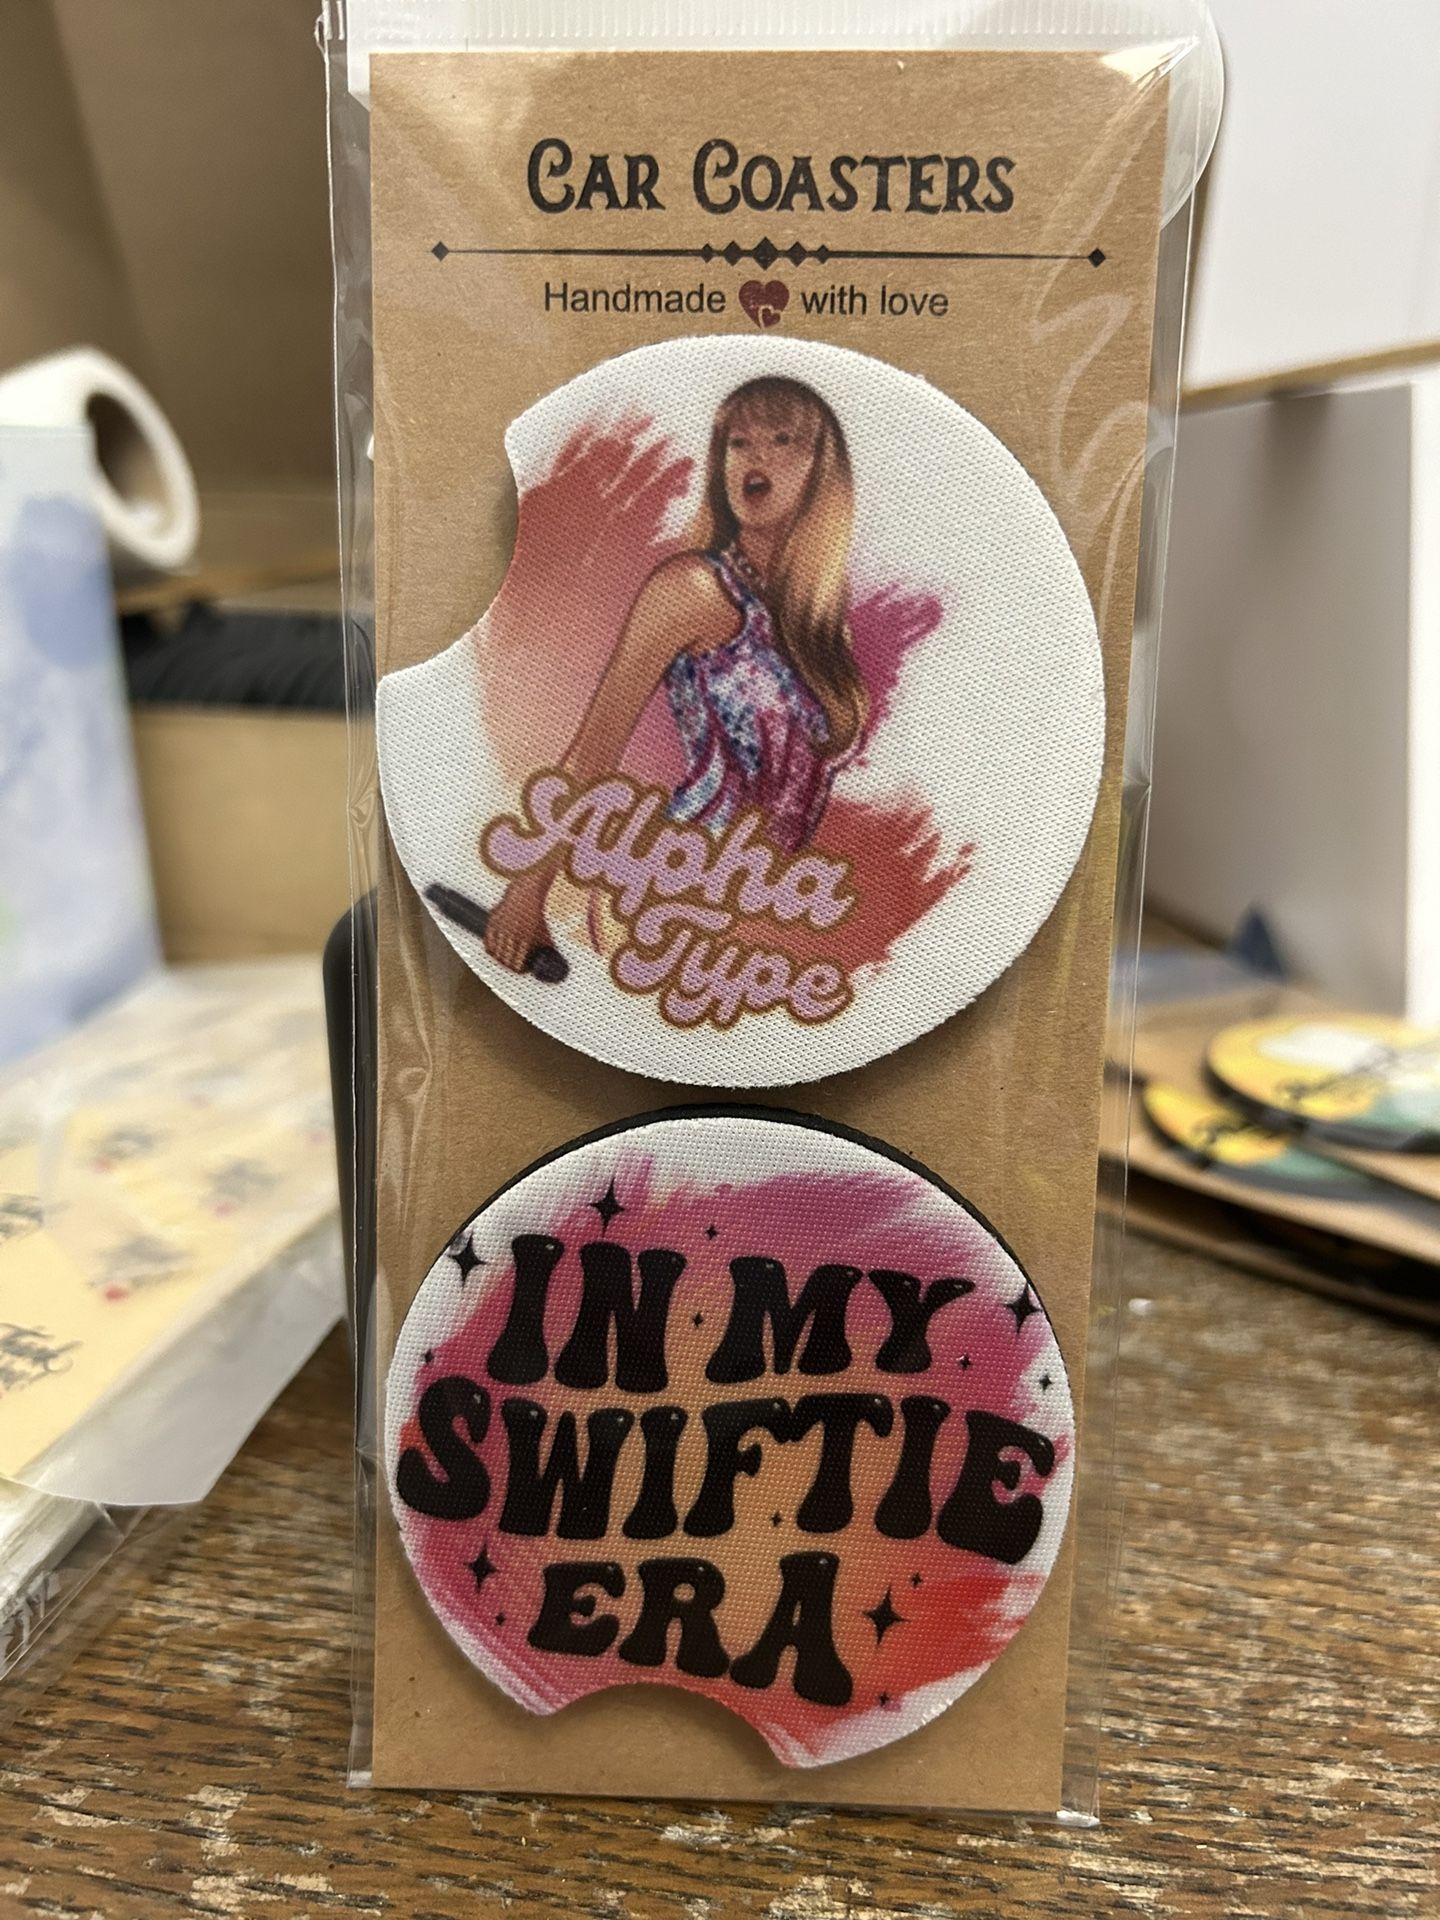 CAR COASTERS
Handmade with love
Alpha
Type
IN MY
SWIFTIE
ERA